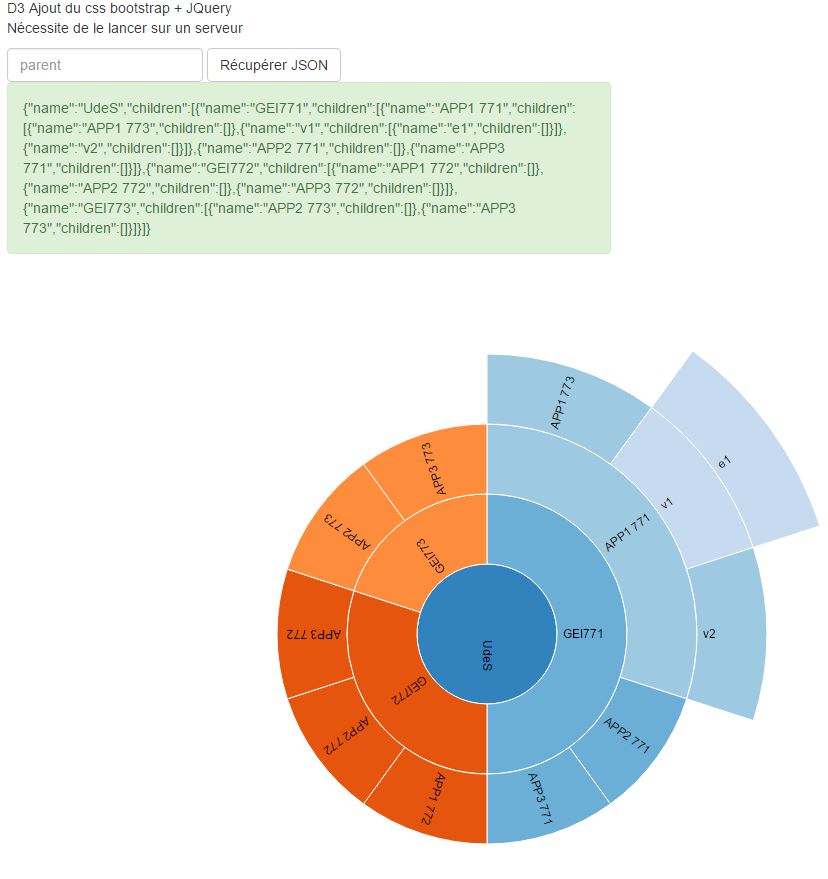 D3 Ajout du css bootstrap + JQuery
Nécessite de le lancer sur un serveur
parent
Récupérer JSON
{"name":"UdeS","children":[{"name":"GEI771","children":[{"name":"APP1 771","children":
[{"name":"APP1 773","children":[]},{"name":"v1","children":[{"name":"e1","children":[]}]},
{"name":"v2","children":[]}]},{"name":"APP2 771","children":[]},{"name":"APP3
771","children":[]}]},{"name":"GEI772","children":[{"name":"APP1 772","children":[]},
{"name":"APP2 772","children":[]},{"name":"APP3 772","children":[]}]},
{"name":"GEI773","children":[{"name":"APP2 773","children":[]},{"name":"APP3
773","children":[]}]}]}
APP1 773
e1
v1
APP3 773
APP2 773
GEI773
APP1 771
APP3 772
UdeS
GEI771
v2
GEI772
APP2 772
APP2 771
APP1 772
APP3 771